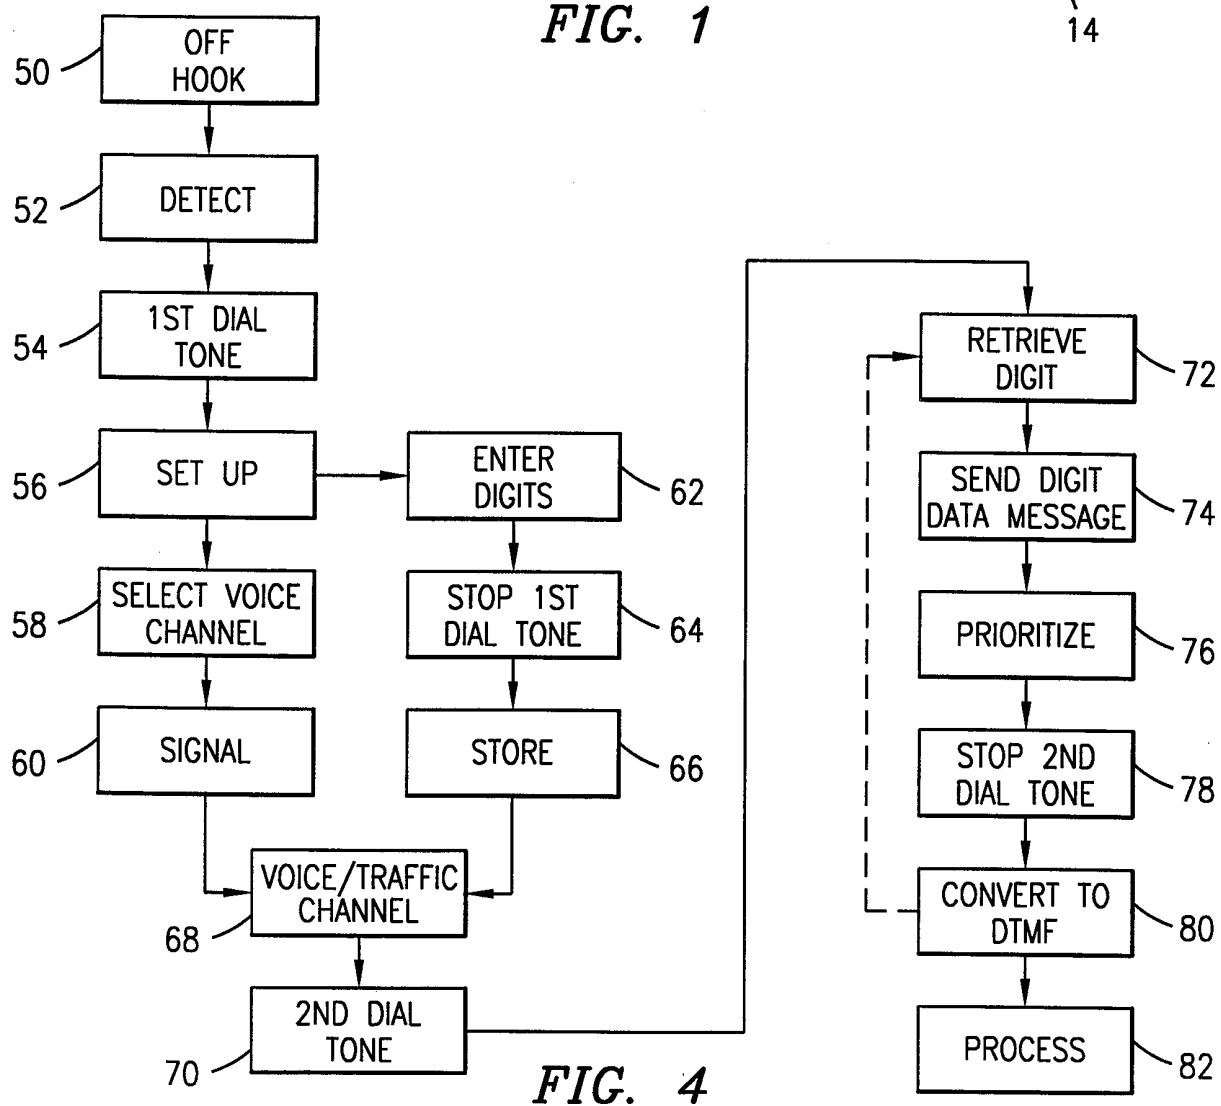 FIG. 1
14
OFF
HOOK
50
DETECT
52
1ST DIAL
TONE
54
SET UP
56
SELECT VOICE
CHANNEL
58
SIGNAL
60
ENTER
DIGITS
62
STOP 1ST
DIAL TONE
64
STORE
66
VOICE/TRAFFIC
CHANNEL
68
2ND DIAL
TONE
70
RETRIEVE
DIGIT
72
SEND DIGIT
DATA MESSAGE
74
PRIORITIZE
76
STOP 2ND
DIAL TONE
78
CONVERT TO
DTMF
80
PROCESS
82
FIG. 4